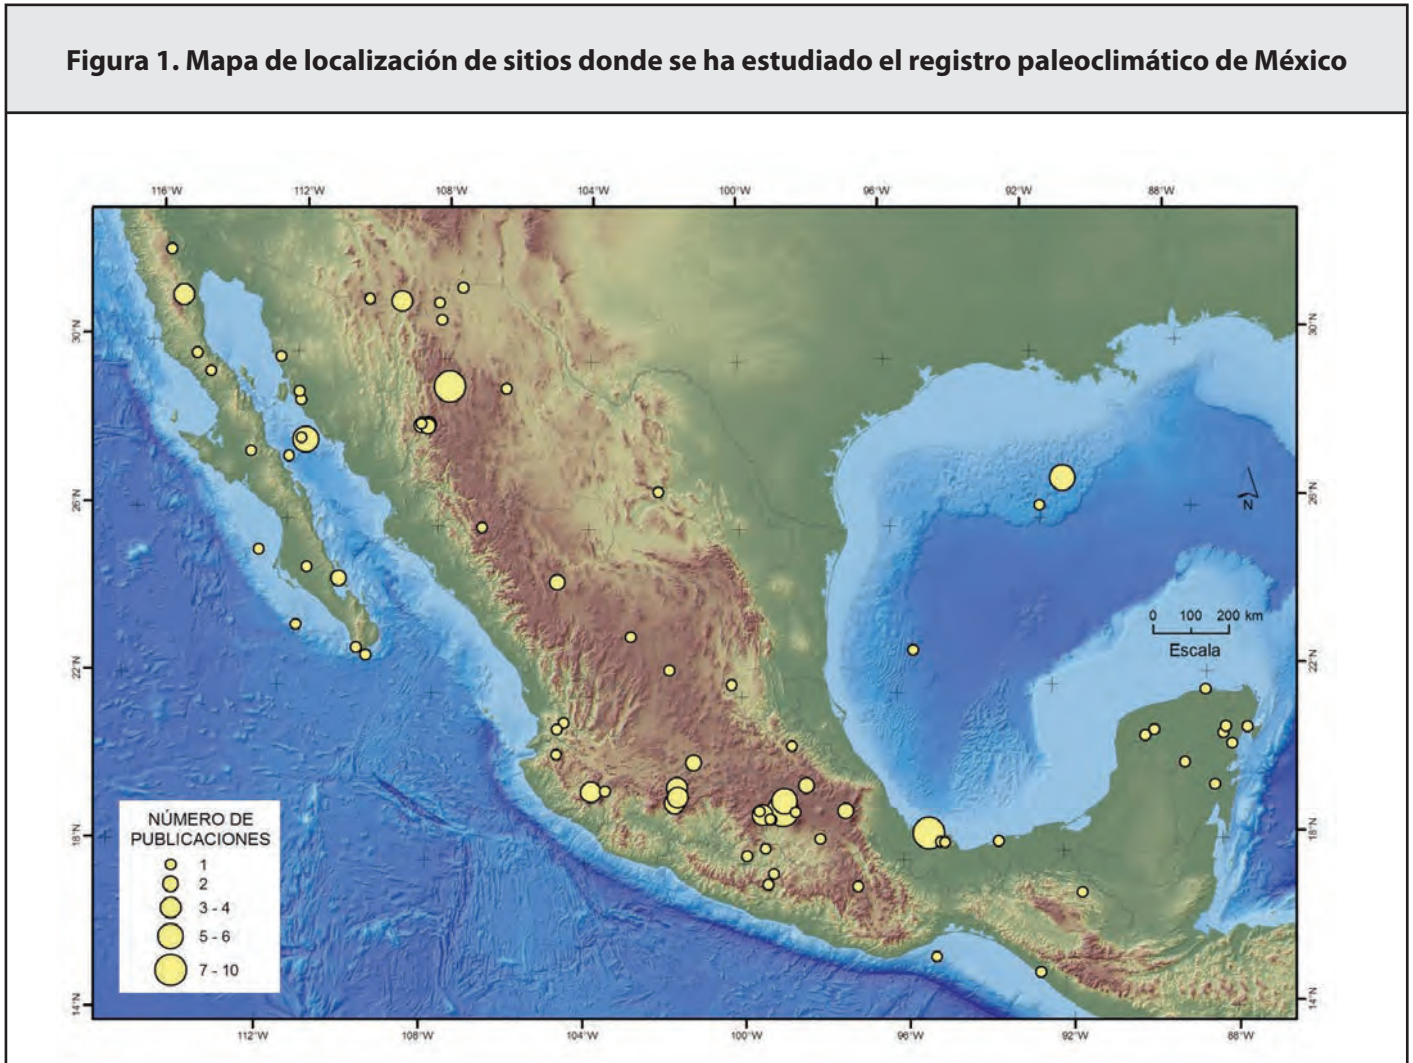 Figura 1. Mapa de localización de sitios donde se ha estudiado el registro paleoclimático de México
116°W 112°W 108°W 104°W 100°W 96°W 92°W 88°W
30°N 30°N
26°N 26°N
N
0 100 200 km
Escala
22°N 22°N
NÚMERO DE
PUBLICACIONES
1
2
3 - 4
5 - 6
7 - 10
18°N 18°N
14°N 14°N
112°W 108°W 104°W 100°W 96°W 92°W 88°W